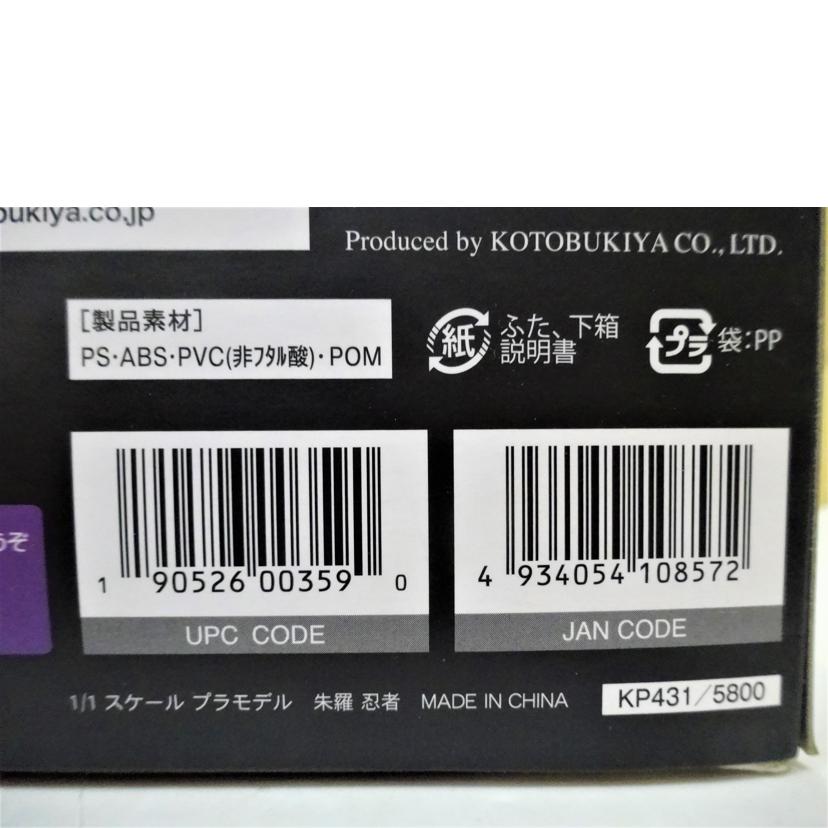 bukiya.co.jp
Produced by KOTOBUKIYA CO., LTD.
[製品素材]
PS・ABS・PVC(非フタル酸)・POM
紙
ふた、下箱
説明書
プラ
袋:PP
うぞ
1 90526 00359 0
UPC CODE
4 934054 108572
JAN CODE
1/1 スケール プラモデル 朱羅 忍者 MADE IN CHINA
KP431/5800